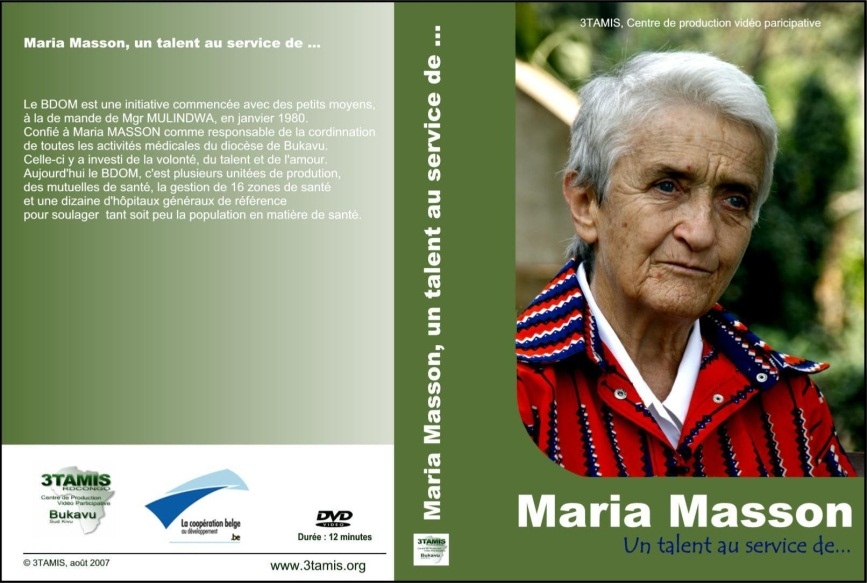 Maria Masson, un talent au service de ...
Le BDOM est une initiative commencée avec des petits moyens,
à la de mande de Mgr MULINDWA, en janvier 1980.
Confié à Maria MASSON comme responsable de la cordinnation
de toutes les activités médicales du diocèse de Bukavu.
Celle-ci y a investi de la volonté, du talent et de l'amour.
Aujourd'hui le BDOM, c'est plusieurs unitées de prodution,
des mutuelles de santé, la gestion de 16 zones de santé
et une dizaine d'hôpitaux généraux de référence
pour soulager tant soit peu la population en matière de santé.
3TAMIS
RDCONGO
Centre de Production
Vidéo Participative
Bukavu
Sud Kivu
La coopération belge
au développement
.be
DVD
VIDEO
Durée : 12 minutes
© 3TAMIS, août 2007
www.3tamis.org
Maria Masson, un talent au service de ...
3TAMIS
Bukavu
3TAMIS, Centre de production vidéo paricipative
Maria Masson
Un talent au service de...